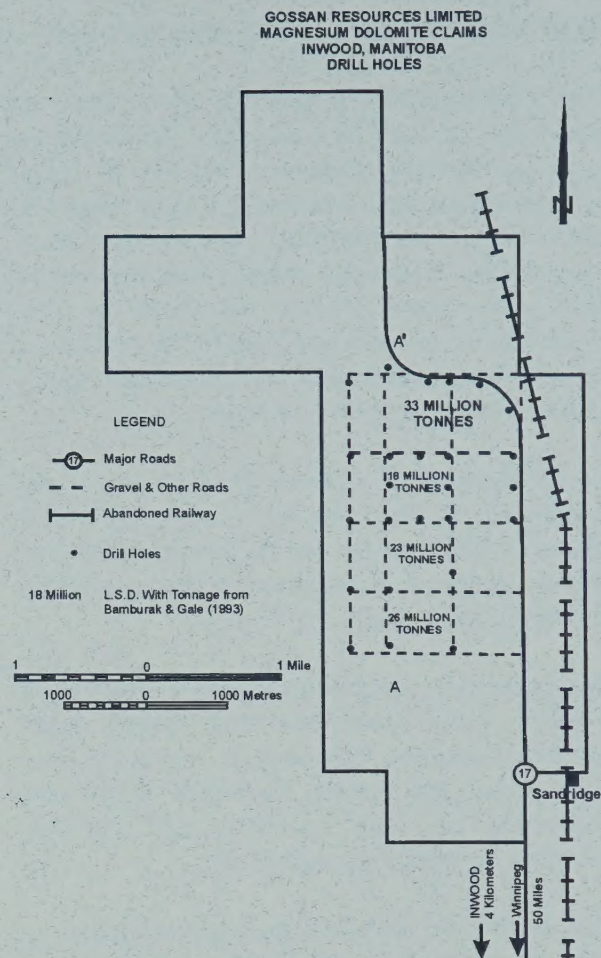 GOSSAN RESOURCES LIMITED
MAGNESIUM DOLOMITE CLAIMS
INWOOD, MANITOBA
DRILL HOLES
N
A'
33 MILLION
TONNES
18 MILLION
TONNES
23 MILLION
TONNES
26 MILLION
TONNES
A
LEGEND
17 Major Roads
Gravel & Other Roads
Abandoned Railway
Drill Holes
18 Million L.S.D. With Tonnage from
Bamburak & Gale (1993)
1 0 1 Mile
1000 0 1000 Metres
17
Sandridge
INWOOD
4 Kilometers
Winnipeg
50 Miles